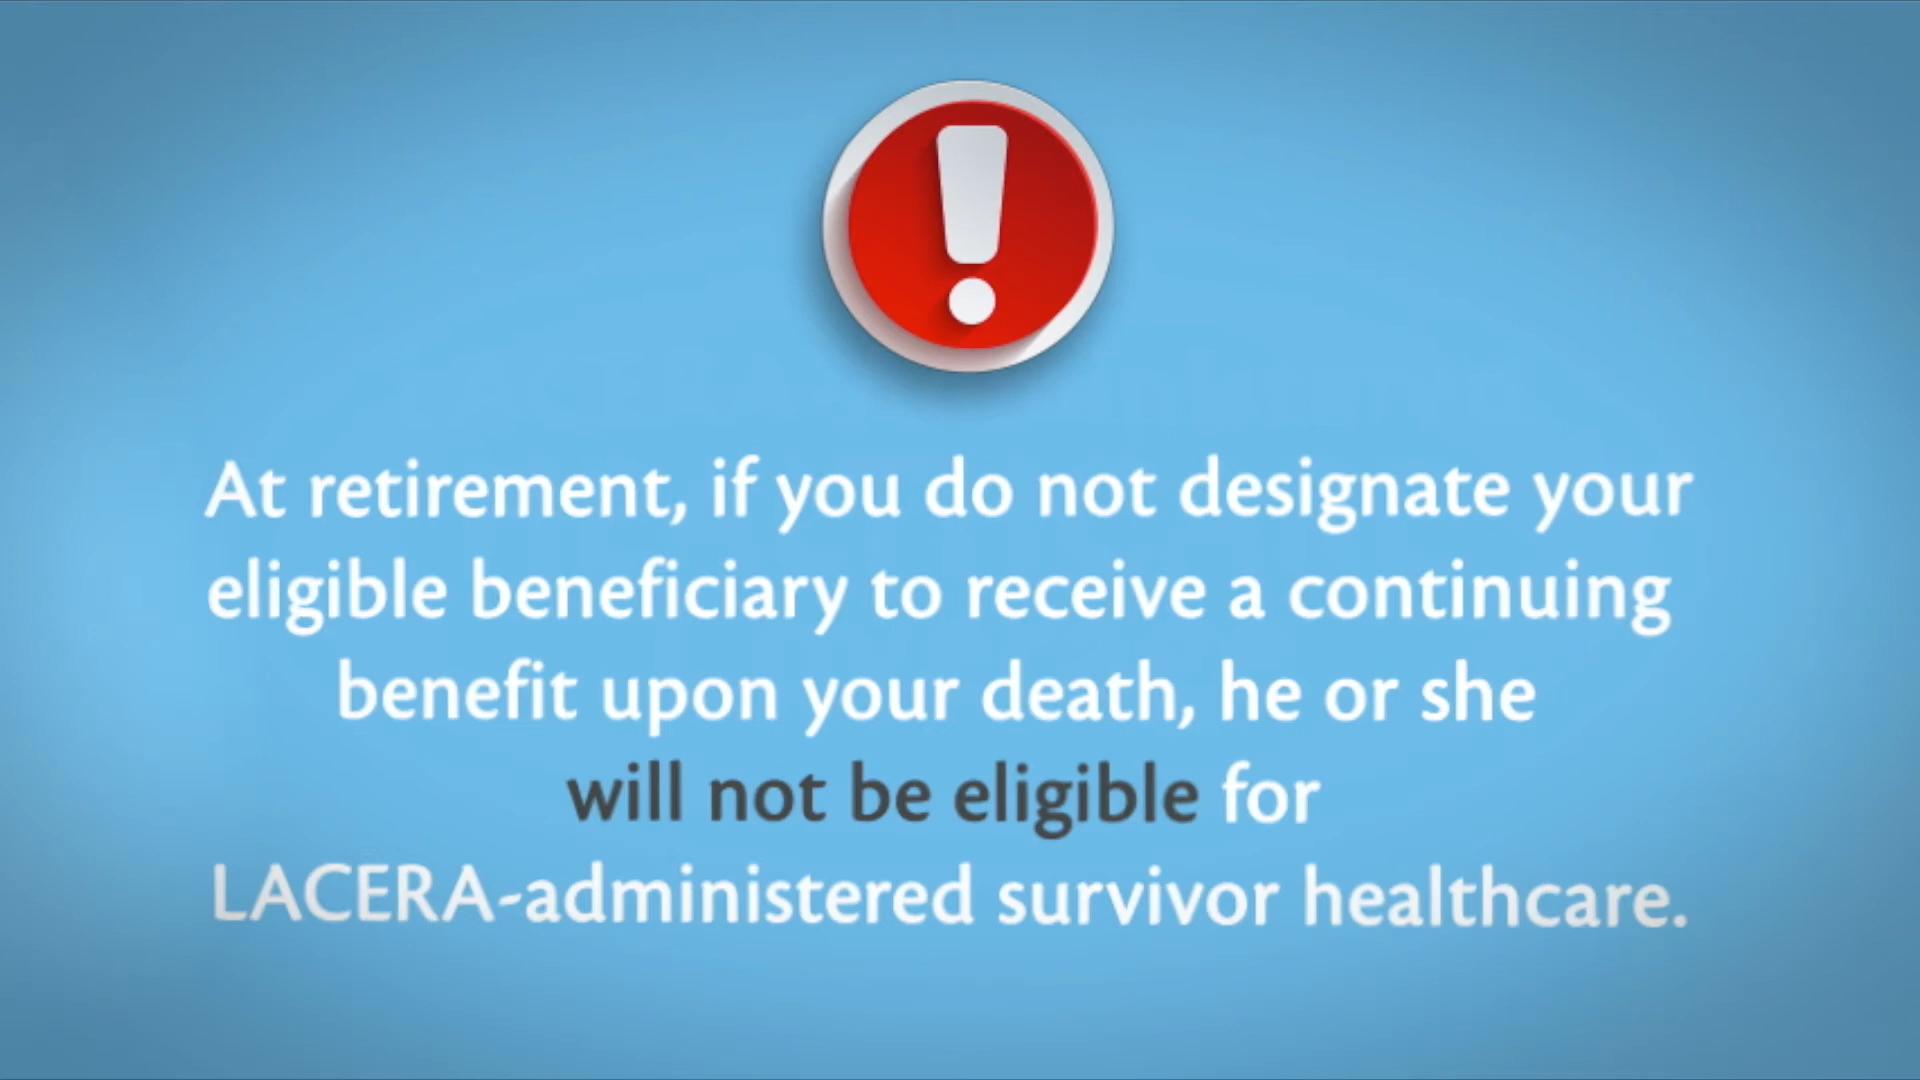 At retirement, if you do not designate your
eligible beneficiary to receive a continuing
benefit upon your death, he or she
will not be eligible for
LACERA-administered survivor healthcare.